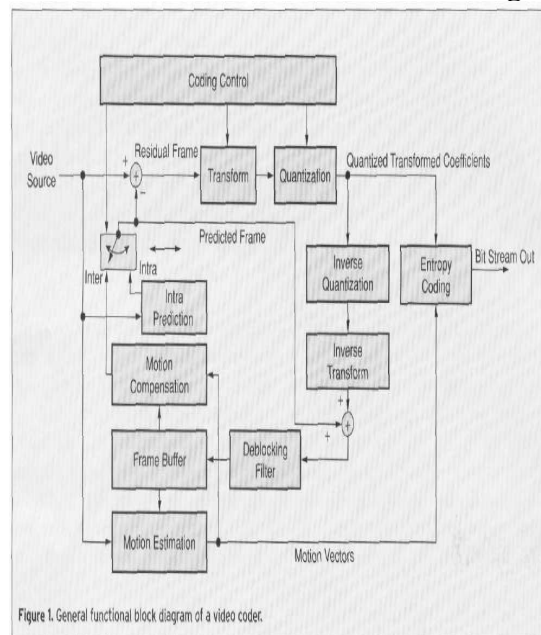 Coding Control
Video
Source
+
Residual Frame
+
−
Transform
Quantization
Quantized Transformed Coefficients
Predicted Frame
Inter
Intra
Intra
Prediction
Inverse
Quantization
Entropy
Coding
Bit Stream Out
Motion
Compensation
Inverse
Transform
+
+
+
Frame Buffer
Deblocking
Filter
Motion Estimation
Motion Vectors
Figure 1. General functional block diagram of a video coder.